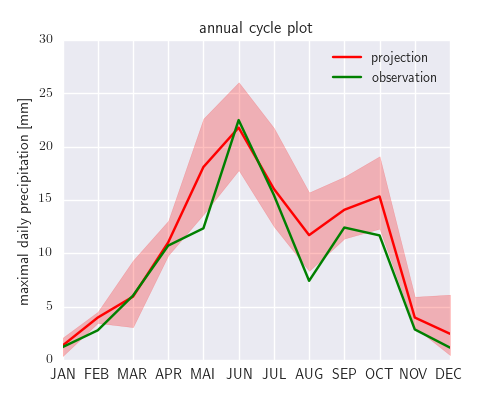 annual cycle plot
projection
observation
maximal daily precipitation [mm]
30
25
20
15
10
5
0
JAN FEB MAR APR MAI JUN JUL AUG SEP OCT NOV DEC